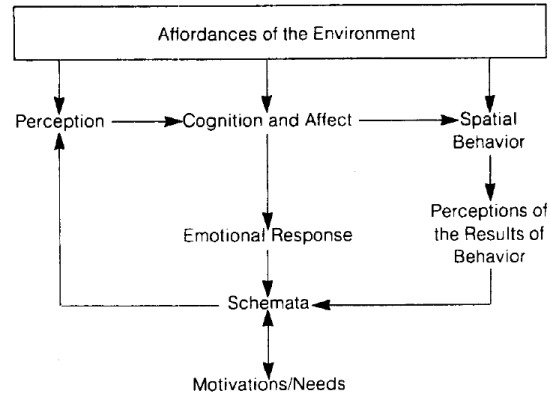 Affordances of the Environment
Perception
Cognition and Affect
Spatial
Behavior
Perceptions of
the Results of
Behavior
Emotional Response
Schemata
Motivations/Needs